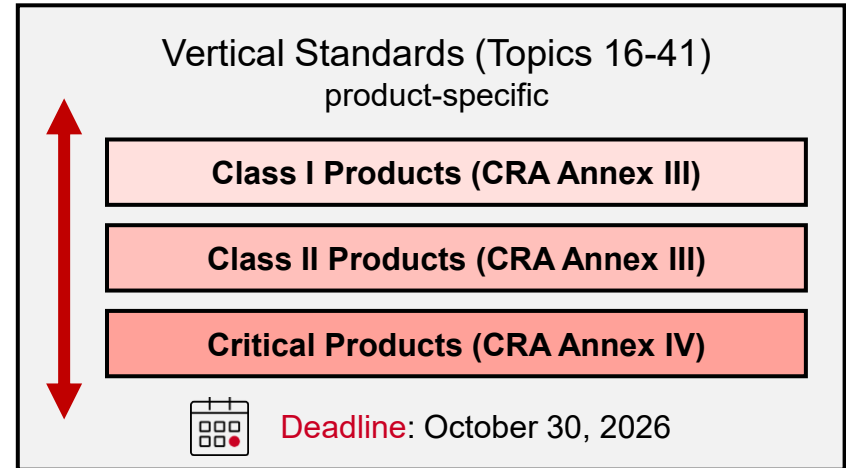 Vertical Standards (Topics 16-41)
product-specific
Class I Products (CRA Annex III)
Class II Products (CRA Annex III)
Critical Products (CRA Annex IV)
Deadline: October 30, 2026